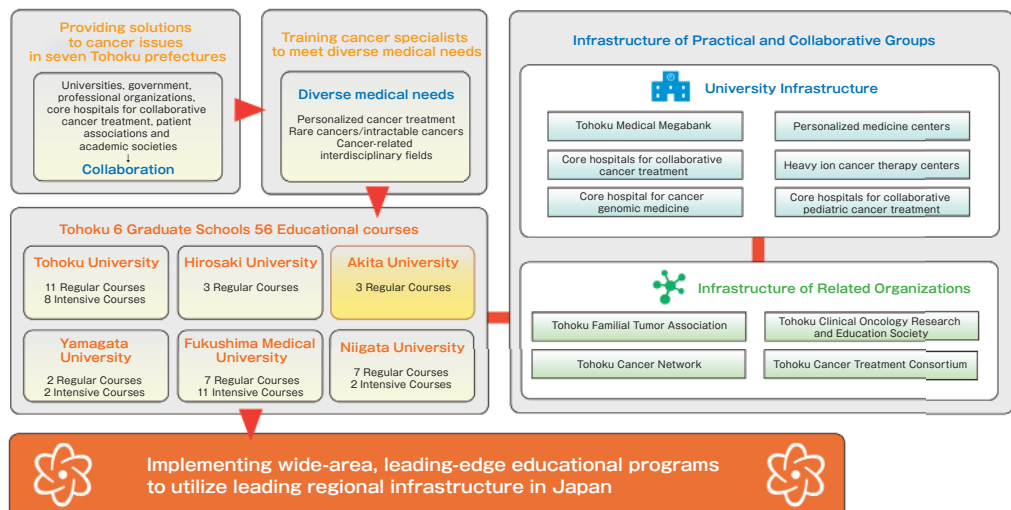 Providing solutions
to cancer issues
in seven Tohoku prefectures
Universities, government,
professional organizations,
core hospitals for collaborative
cancer treatment, patient
associations and
academic societies
↓
Collaboration
Training cancer specialists
to meet diverse medical needs
Diverse medical needs
Personalized cancer treatment
Rare cancers/intractable cancers
Cancer-related
interdisciplinary fields
Tohoku 6 Graduate Schools 56 Educational courses
Tohoku University
11 Regular Courses
8 Intensive Courses
Hirosaki University
3 Regular Courses
Akita University
3 Regular Courses
Yamagata
University
2 Regular Courses
2 Intensive Courses
Fukushima Medical
University
7 Regular Courses
11 Intensive Courses
Niigata University
7 Regular Courses
2 Intensive Courses
Infrastructure of Practical and Collaborative Groups
University Infrastructure
Tohoku Medical Megabank
Personalized medicine centers
Core hospitals for collaborative
cancer treatment
Heavy ion cancer therapy centers
Core hospital for cancer
genomic medicine
Core hospitals for collaborative
pediatric cancer treatment
Infrastructure of Related Organizations
Tohoku Familial Tumor Association
Tohoku Clinical Oncology Research
and Education Society
Tohoku Cancer Network
Tohoku Cancer Treatment Consortium
Implementing wide-area, leading-edge educational programs
to utilize leading regional infrastructure in Japan